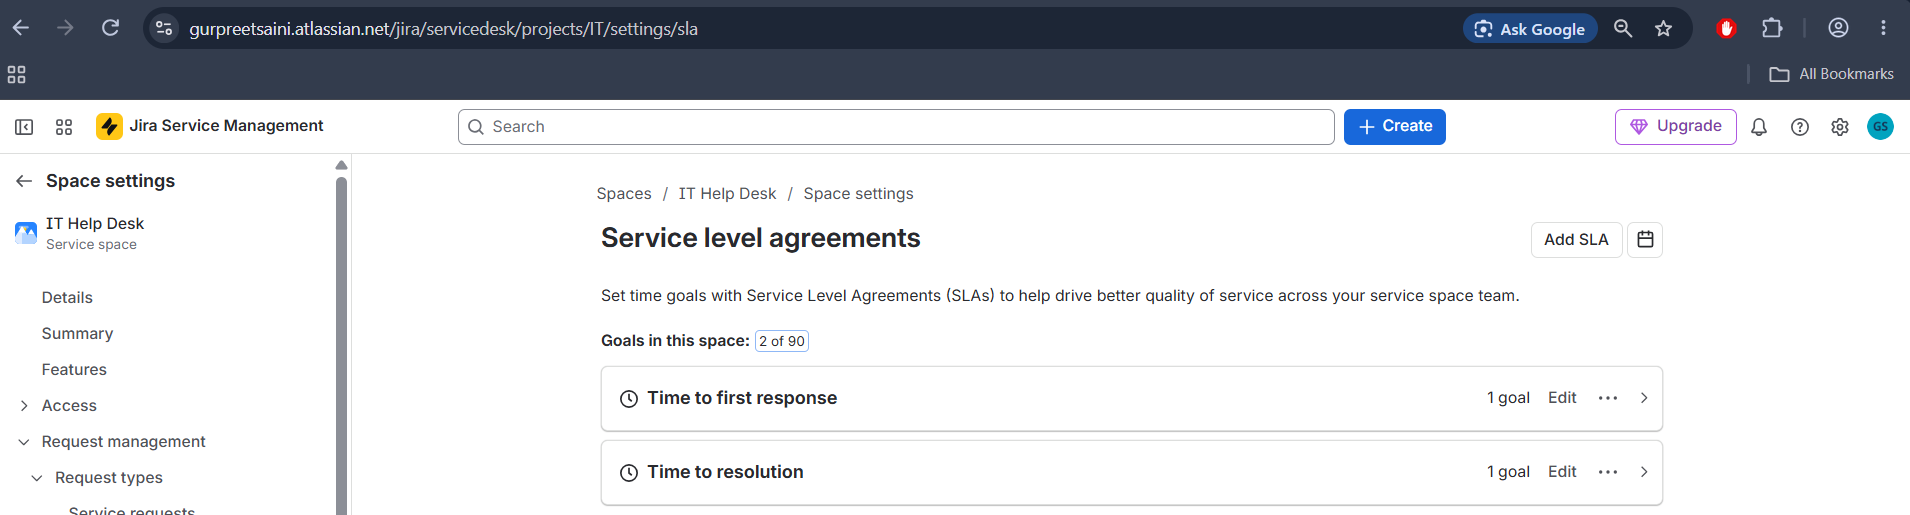 gurpreetsaini.atlassian.net/jira/servicedesk/projects/IT/settings/sla
Ask Google
All Bookmarks
Jira Service Management
Search
Create
Upgrade
GS
Space settings
IT Help Desk
Service space
Details
Summary
Features
Access
Request management
Request types
Service requests
Spaces / IT Help Desk / Space settings
Service level agreements
Add SLA
Set time goals with Service Level Agreements (SLAs) to help drive better quality of service across your service space team.
Goals in this space: 2 of 90
Time to first response 1 goal Edit
Time to resolution 1 goal Edit